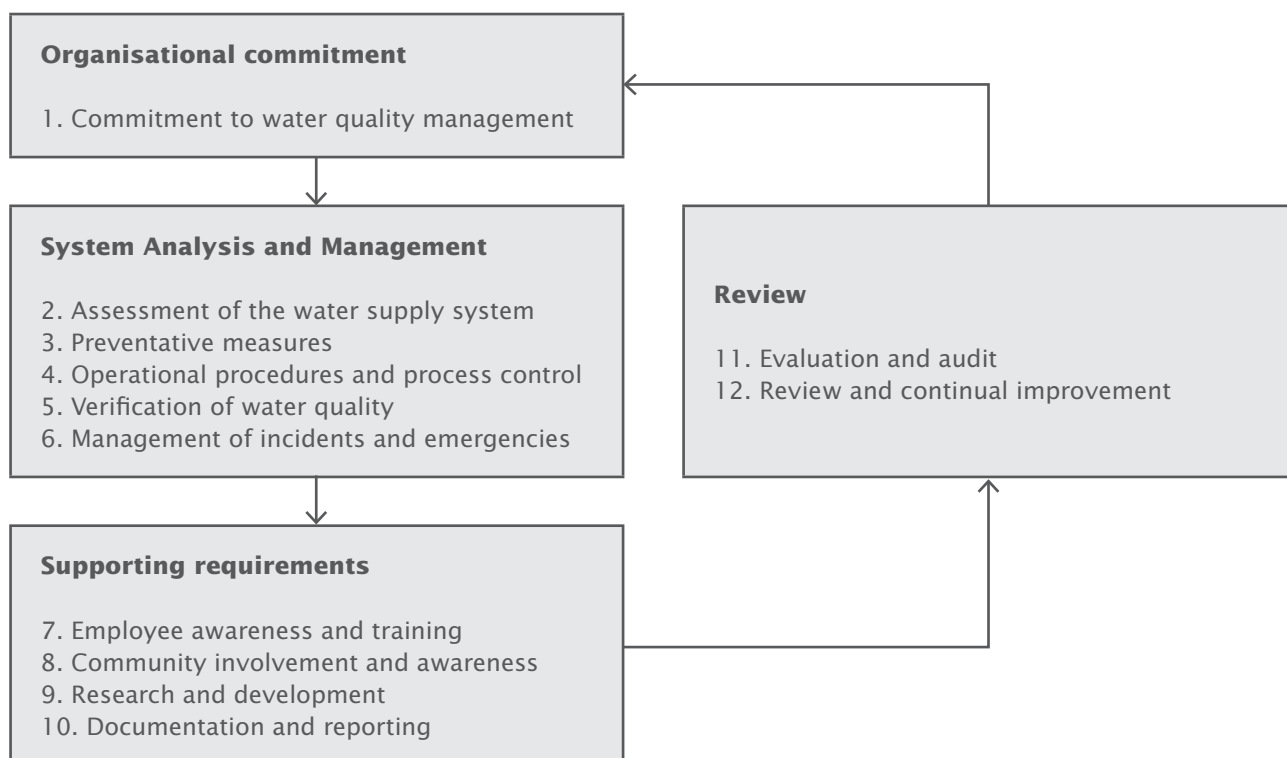 Organisational commitment
1. Commitment to water quality management
System Analysis and Management
2. Assessment of the water supply system
3. Preventative measures
4. Operational procedures and process control
5. Verification of water quality
6. Management of incidents and emergencies
Supporting requirements
7. Employee awareness and training
8. Community involvement and awareness
9. Research and development
10. Documentation and reporting
Review
11. Evaluation and audit
12. Review and continual improvement